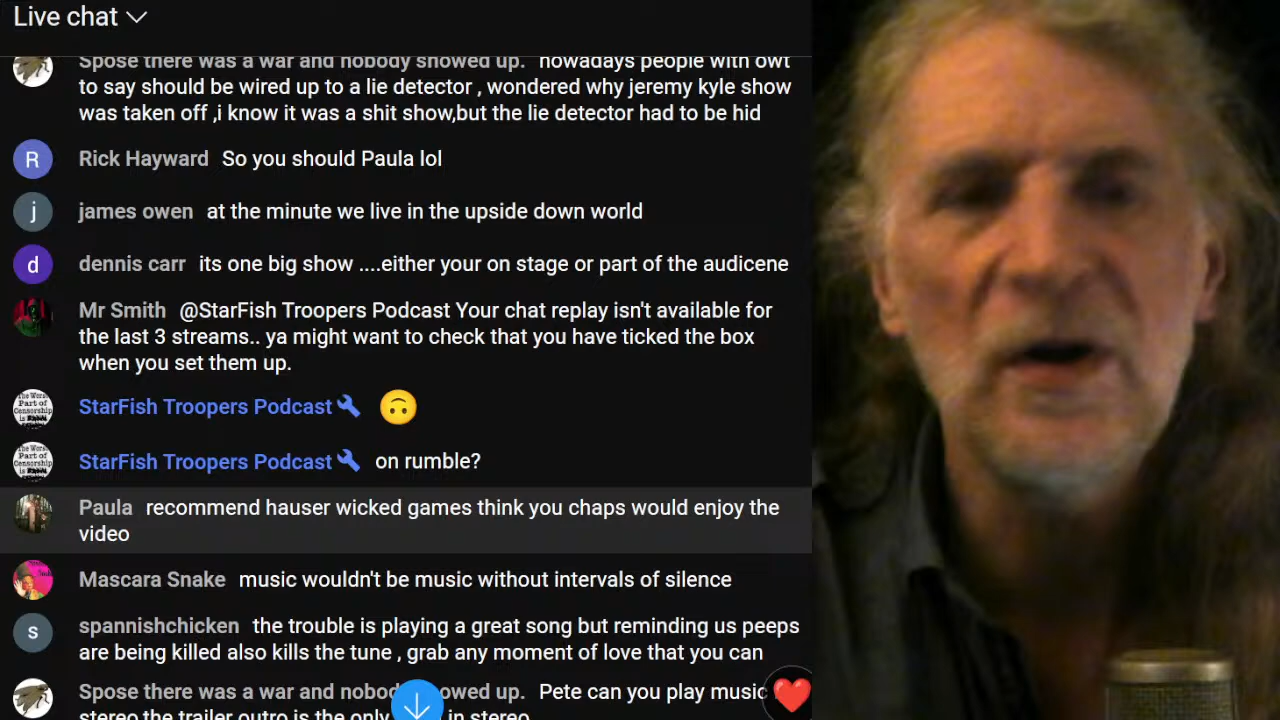 Live chat
Spose there was a war and nobody showed up. nowadays people with owt
to say should be wired up to a lie detector , wondered why jeremy kyle show
was taken off ,i know it was a shit show,but the lie detector had to be hid
R Rick Hayward So you should Paula lol
j james owen at the minute we live in the upside down world
d dennis carr its one big show ....either your on stage or part of the audicene
Mr Smith @StarFish Troopers Podcast Your chat replay isn't available for
the last 3 streams.. ya might want to check that you have ticked the box
when you set them up.
StarFish Troopers Podcast 🙃
StarFish Troopers Podcast on rumble?
Paula recommend hauser wicked games think you chaps would enjoy the
video
Mascara Snake music wouldn't be music without intervals of silence
s spannishchicken the trouble is playing a great song but reminding us peeps
are being killed also kills the tune , grab any moment of love that you can
Spose there was a war and up. Pete can you play music
stereo the trailer outro is the only in stereo